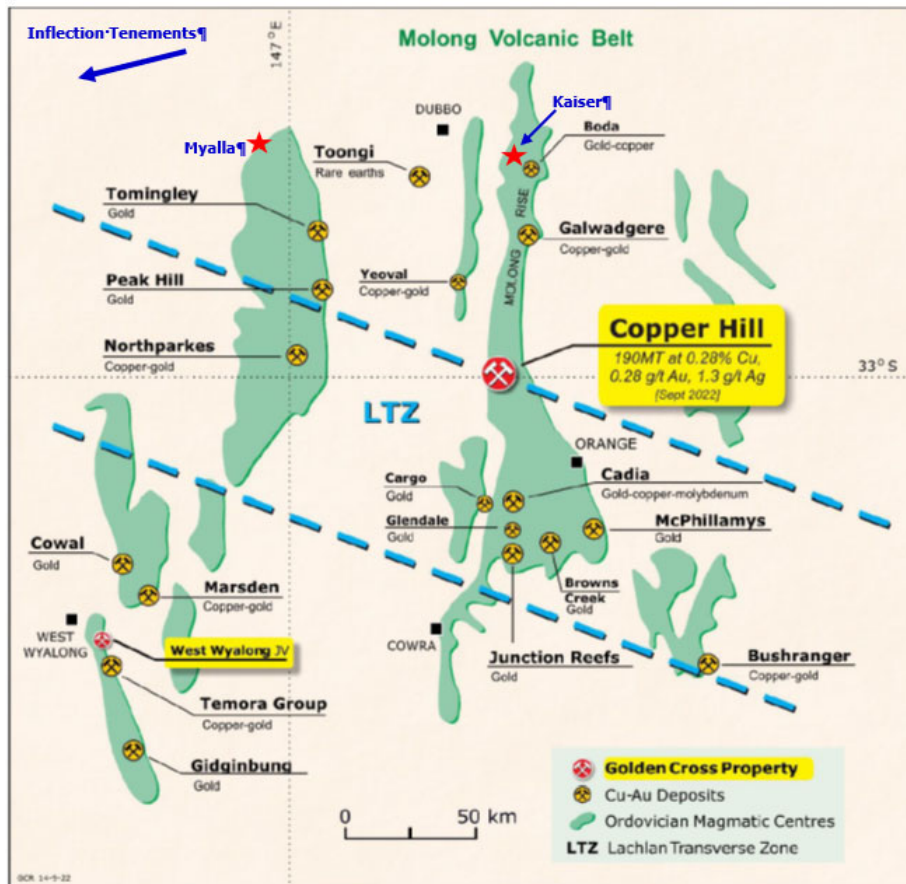 Inflection·Tenements¶
147°E
Molong Volcanic Belt
Kaiser¶
DUBBO
Boda
Gold-copper
Myalla¶
Toongi
Rare earths
Tomingley
Gold
RISE
Galwadgere
Copper-gold
Peak Hill
Gold
Yeoval
Copper-gold
MOLONG
Copper Hill
190MT at 0.28% Cu,
0.28 g/t Au, 1.3 g/t Ag
[Sept 2022]
Northparkes
Copper-gold
33°S
LTZ
ORANGE
Cargo
Gold
Cadia
Gold-copper-molybdenum
Glendale
Gold
McPhillamys
Gold
Cowal
Gold
Marsden
Copper-gold
Browns
Creek
Gold
WEST
WYALONG
West Wyalong JV
COWRA
Junction Reefs
Gold
Bushranger
Copper-gold
Temora Group
Copper-gold
Gidginbung
Gold
0 50 km
Golden Cross Property
Cu-Au Deposits
Ordovician Magmatic Centres
LTZ Lachlan Transverse Zone
GCR 14-9-22